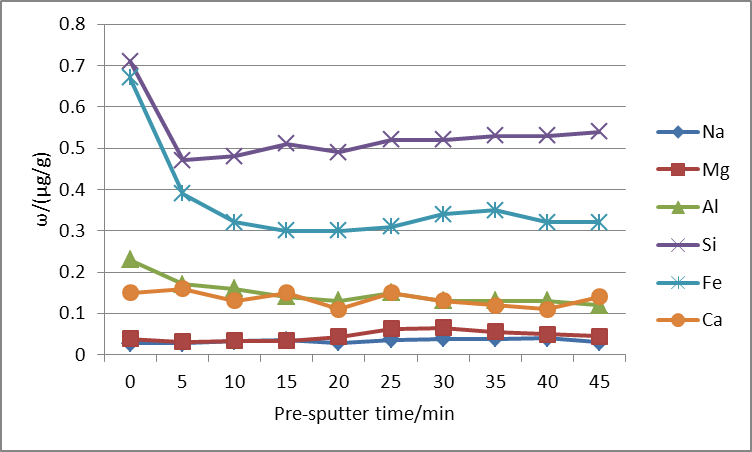 0.8
0.7
0.6
0.5
0.4
0.3
0.2
0.1
0
ω/(μg/g)
0 5 10 15 20 25 30 35 40 45
Pre-sputter time/min
Na
Mg
Al
Si
Fe
Ca